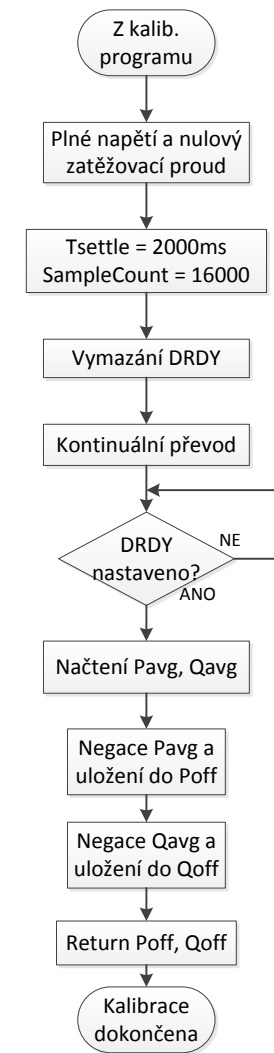 Z kalib.
programu
Plné napětí a nulový
zatěžovací proud
Tsettle = 2000ms
SampleCount = 16000
Vymazání DRDY
Kontinuální převod
DRDY
nastaveno?
NE
ANO
Načtení Pavg, Qavg
Negace Pavg a
uložení do Poff
Negace Qavg a
uložení do Qoff
Return Poff, Qoff
Kalibrace
dokončena